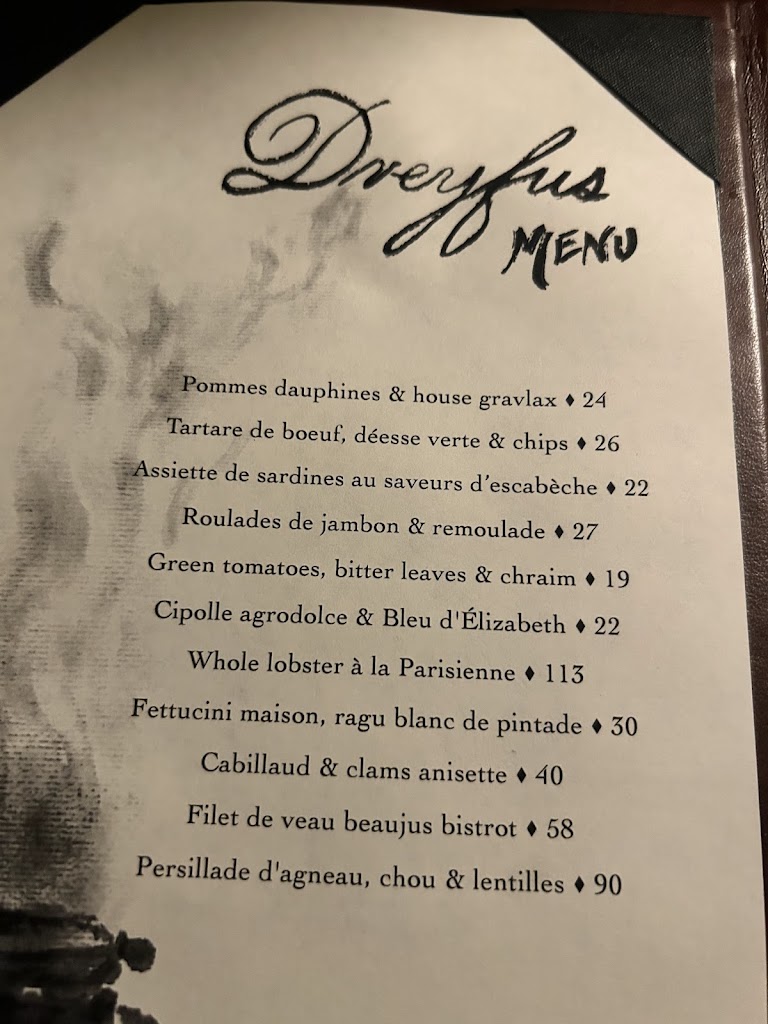 Dreyfus
MENU
Pommes dauphines & house gravlax ♦ 24
Tartare de boeuf, déesse verte & chips ♦ 26
Assiette de sardines au saveurs d'escabèche ♦ 22
Roulades de jambon & remoulade ♦ 27
Green tomatoes, bitter leaves & chraim ♦ 19
Cipolle agrodolce & Bleu d'Élizabeth ♦ 22
Whole lobster à la Parisienne ♦ 113
Fettucini maison, ragu blanc de pintade ♦ 30
Cabillaud & clams anisette ♦ 40
Filet de veau beaujus bistrot ♦ 58
Persillade d'agneau, chou & lentilles ♦ 90